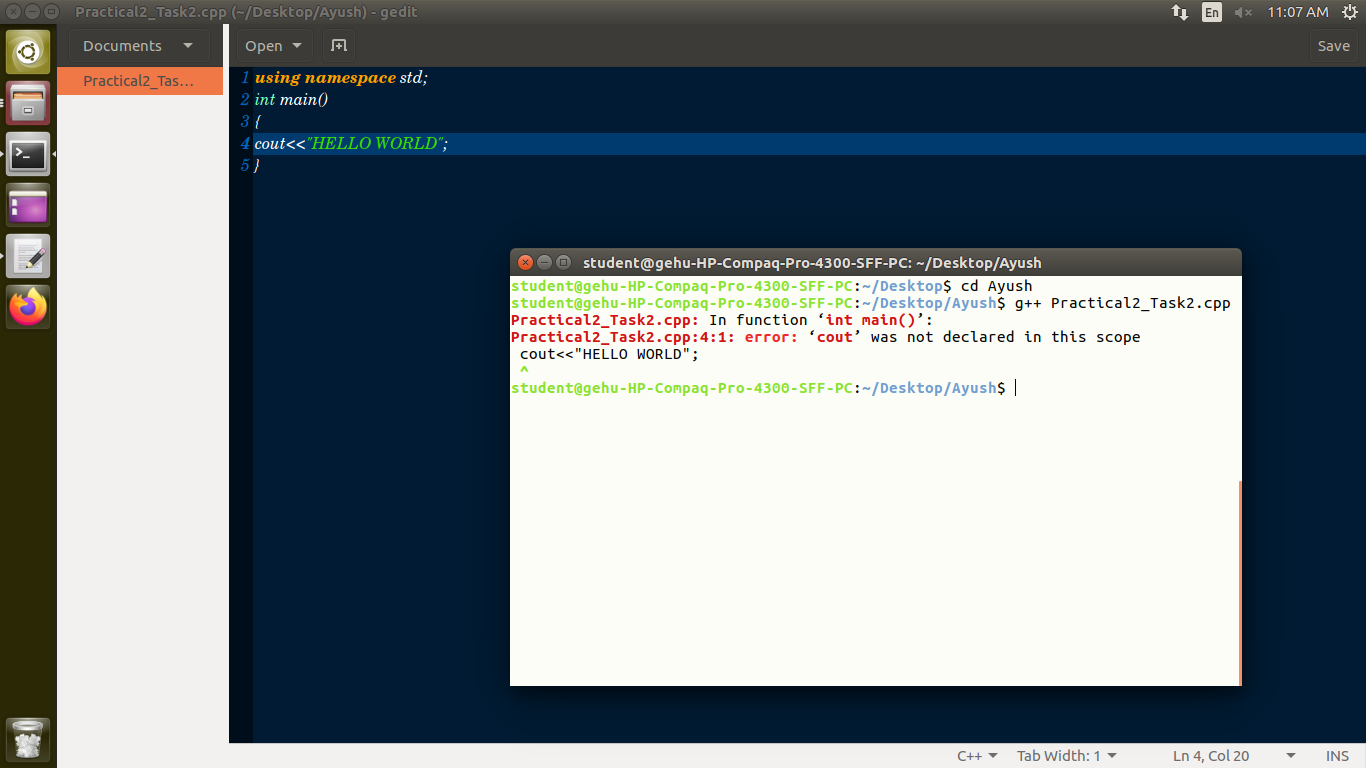 Practical2_Task2.cpp (~/Desktop/Ayush) - gedit
En
11:07 AM
Documents
Open
Save
Practical2_Tas...
1 using namespace std;
2 int main()
3 {
4 cout<<"HELLO WORLD";
5 }
student@gehu-HP-Compaq-Pro-4300-SFF-PC: ~/Desktop/Ayush
student@gehu-HP-Compaq-Pro-4300-SFF-PC:~/Desktop$ cd Ayush
student@gehu-HP-Compaq-Pro-4300-SFF-PC:~/Desktop/Ayush$ g++ Practical2_Task2.cpp
Practical2_Task2.cpp: In function ‘int main()’:
Practical2_Task2.cpp:4:1: error: ‘cout’ was not declared in this scope
 cout<<"HELLO WORLD";
 ^
student@gehu-HP-Compaq-Pro-4300-SFF-PC:~/Desktop/Ayush$
C++
Tab Width: 1
Ln 4, Col 20
INS